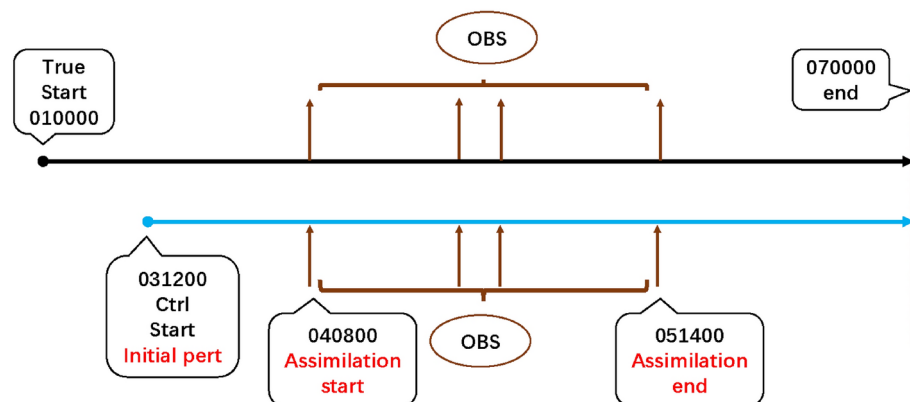 OBS
True
Start
010000
070000
end
031200
Ctrl
Start
Initial pert
040800
Assimilation
start
OBS
051400
Assimilation
end